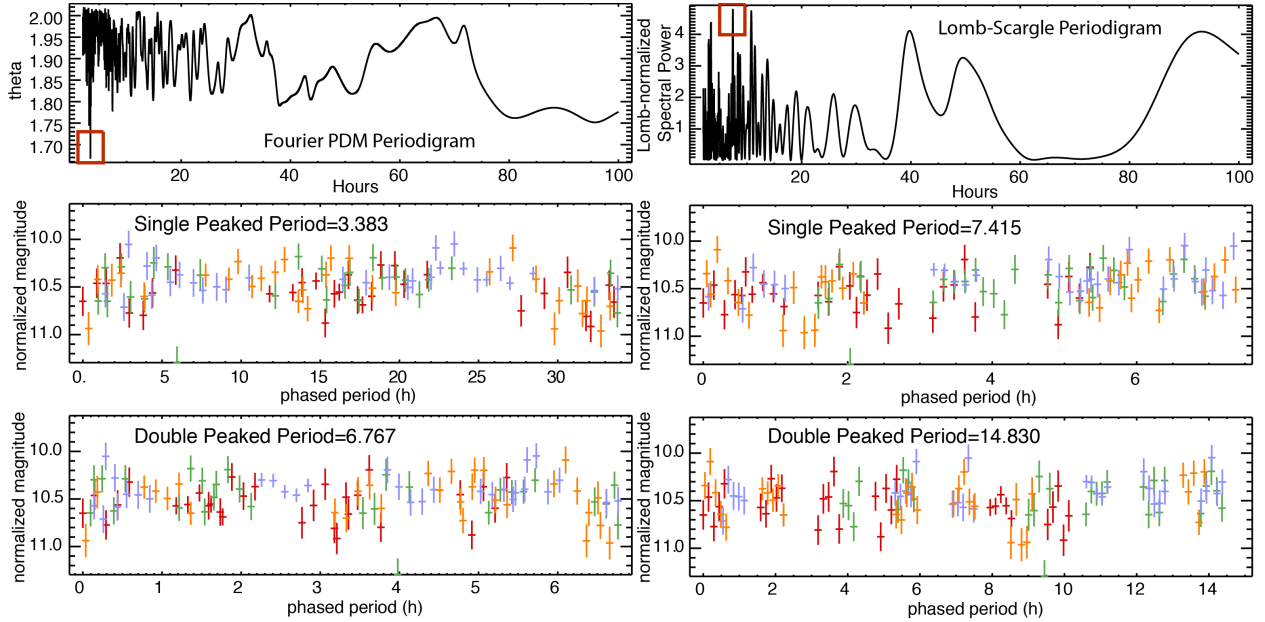 2.00
1.95
1.90
1.85
1.80
1.75
1.70
theta
Fourier PDM Periodigram
20 40 60 80 100
Hours
4
3
2
1
Lomb-normalized
Spectral Power
Lomb-Scargle Periodigram
20 40 60 80 100
Hours
normalized magnitude
10.0
10.5
11.0
Single Peaked Period=3.383
0. 5 10 15 20 25 30
phased period (h)
normalized magnitude
10.0
10.5
11.0
Single Peaked Period=7.415
0 2 4 6
phased period (h)
normalized magnitude
10.0
10.5
11.0
Double Peaked Period=6.767
0 1 2 3 4 5 6
phased period (h)
normalized magnitude
10.0
10.5
11.0
Double Peaked Period=14.830
0 2 4 6 8 10 12 14
phased period (h)